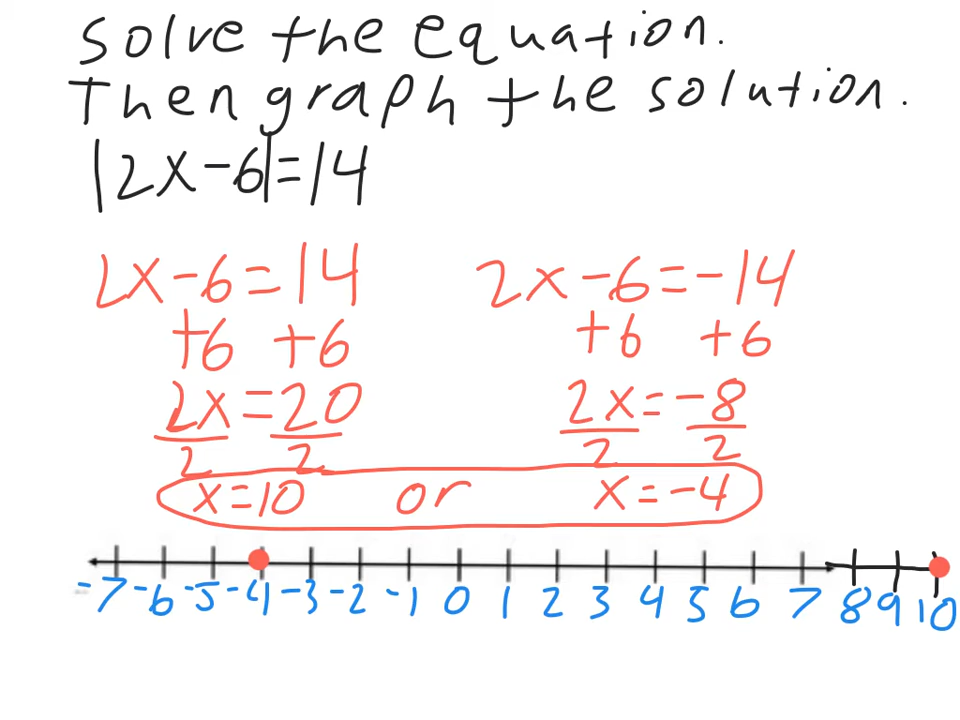 Solve the equation.
Then graph the solution.
|2x-6|=14
2x-6=14 2x-6=-14
+6 +6 +6 +6
2x=20 2x=-8
2 2 2 2
x=10 or x=-4
-7 -6 -5 -4 -3 -2 -1 0 1 2 3 4 5 6 7 8 9 10